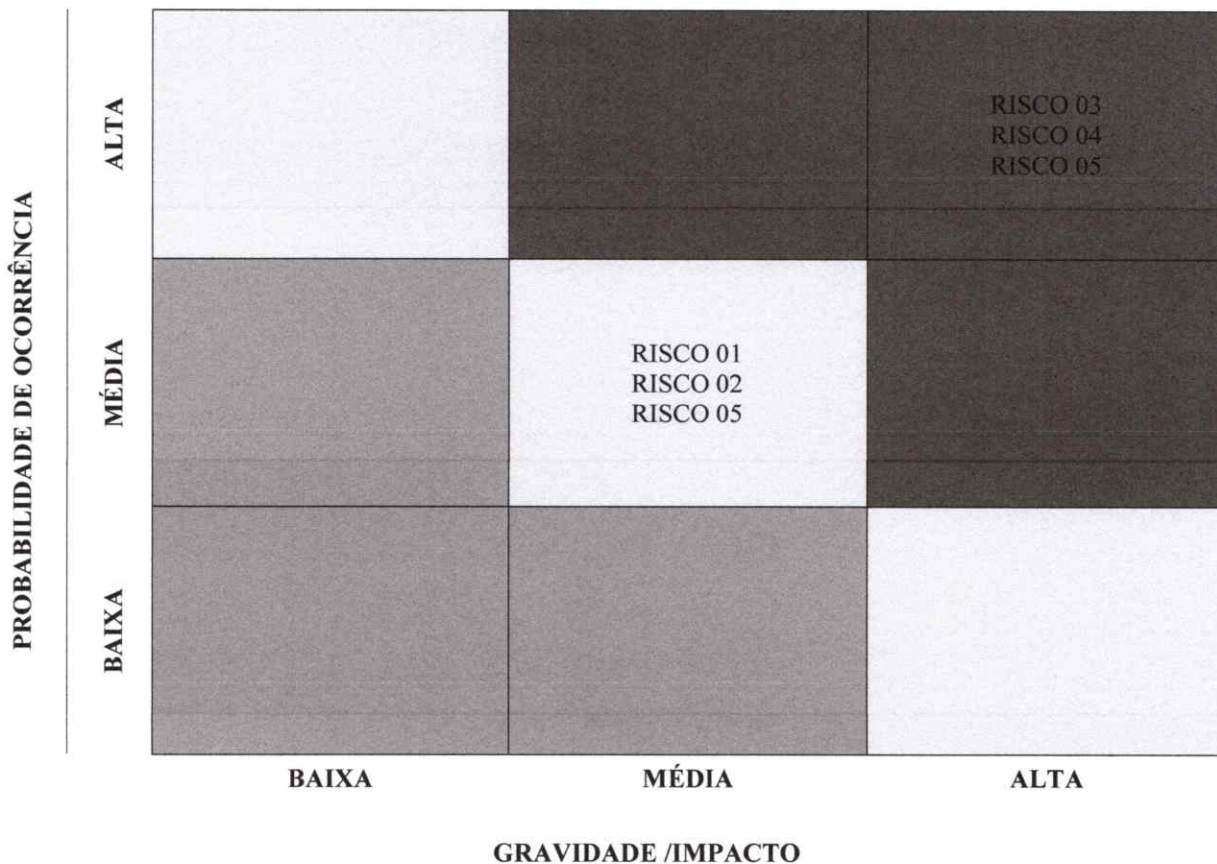 PROBABILIDADE DE OCORRÊNCIA
ALTA
RISCO 03
RISCO 04
RISCO 05
MÉDIA
RISCO 01
RISCO 02
RISCO 05
BAIXA
BAIXA MÉDIA ALTA
GRAVIDADE /IMPACTO